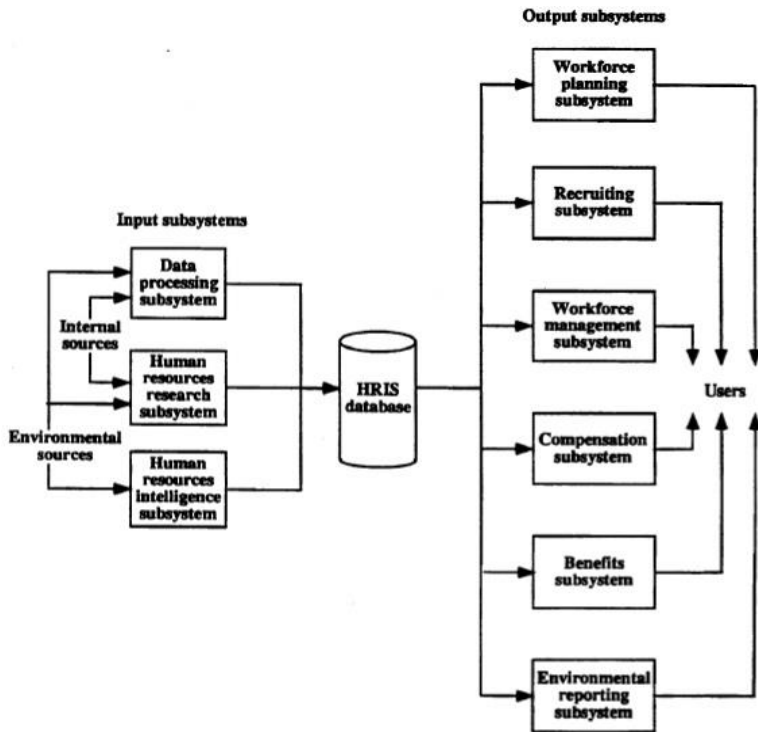 Output subsystems
Workforce
planning
subsystem
Recruiting
subsystem
Input subsystems
Data
processing
subsystem
Internal
sources
Workforce
management
subsystem
Human
resources
research
subsystem
HRIS
database
Users
Environmental
sources
Compensation
subsystem
Human
resources
intelligence
subsystem
Benefits
subsystem
Environmental
reporting
subsystem